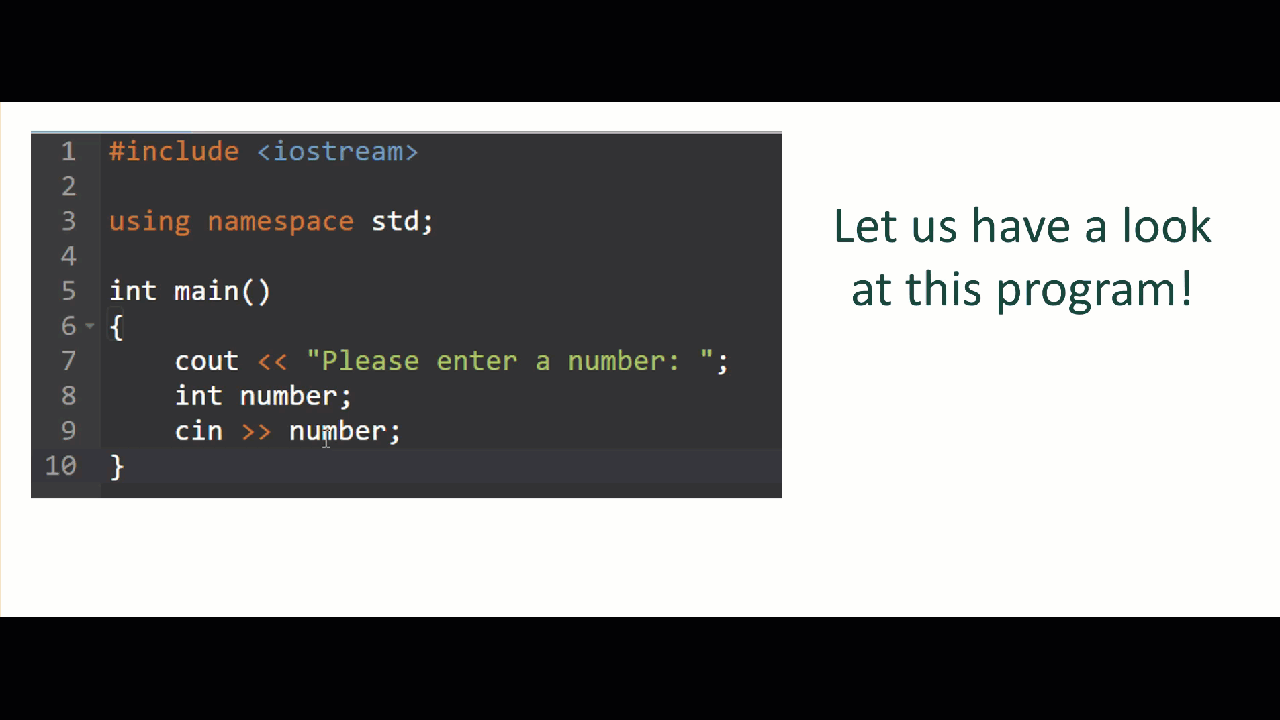 1 #include <iostream>
2
3 using namespace std;
4
5 int main()
6 {
7     cout << "Please enter a number: ";
8     int number;
9     cin >> number;
10 }
Let us have a look
at this program!